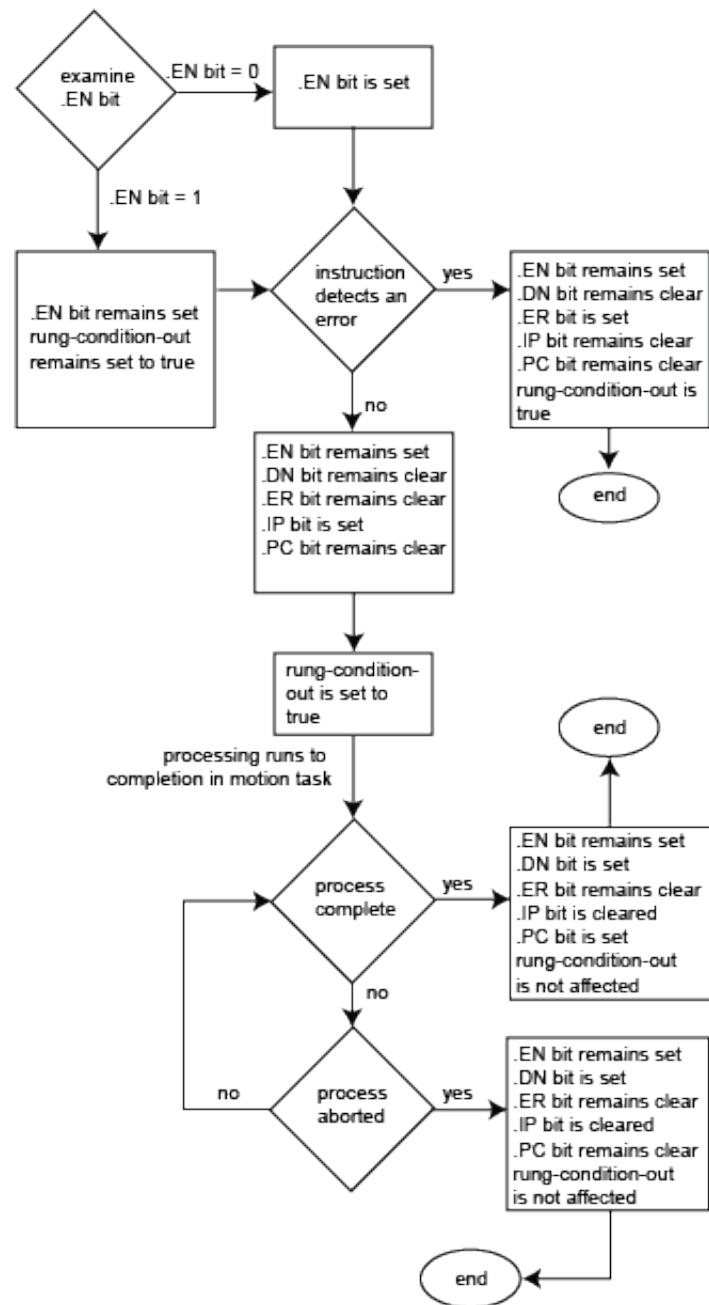 examine
.EN bit
.EN bit = 0
.EN bit is set
.EN bit = 1
.EN bit remains set
rung-condition-out
remains set to true
instruction
detects an
error
yes
.EN bit remains set
.DN bit remains clear
.ER bit is set
.IP bit remains clear
.PC bit remains clear
rung-condition-out is
true
end
no
.EN bit remains set
.DN bit remains clear
.ER bit remains clear
.IP bit is set
.PC bit remains clear
rung-condition-
out is set to
true
processing runs to
completion in motion task
process
complete
yes
.EN bit remains set
.DN bit is set
.ER bit remains clear
.IP bit is cleared
.PC bit is set
rung-condition-out
is not affected
end
no
process
aborted
no
yes
.EN bit remains set
.DN bit is set
.ER bit remains clear
.IP bit is cleared
.PC bit remains clear
rung-condition-out
is not affected
end